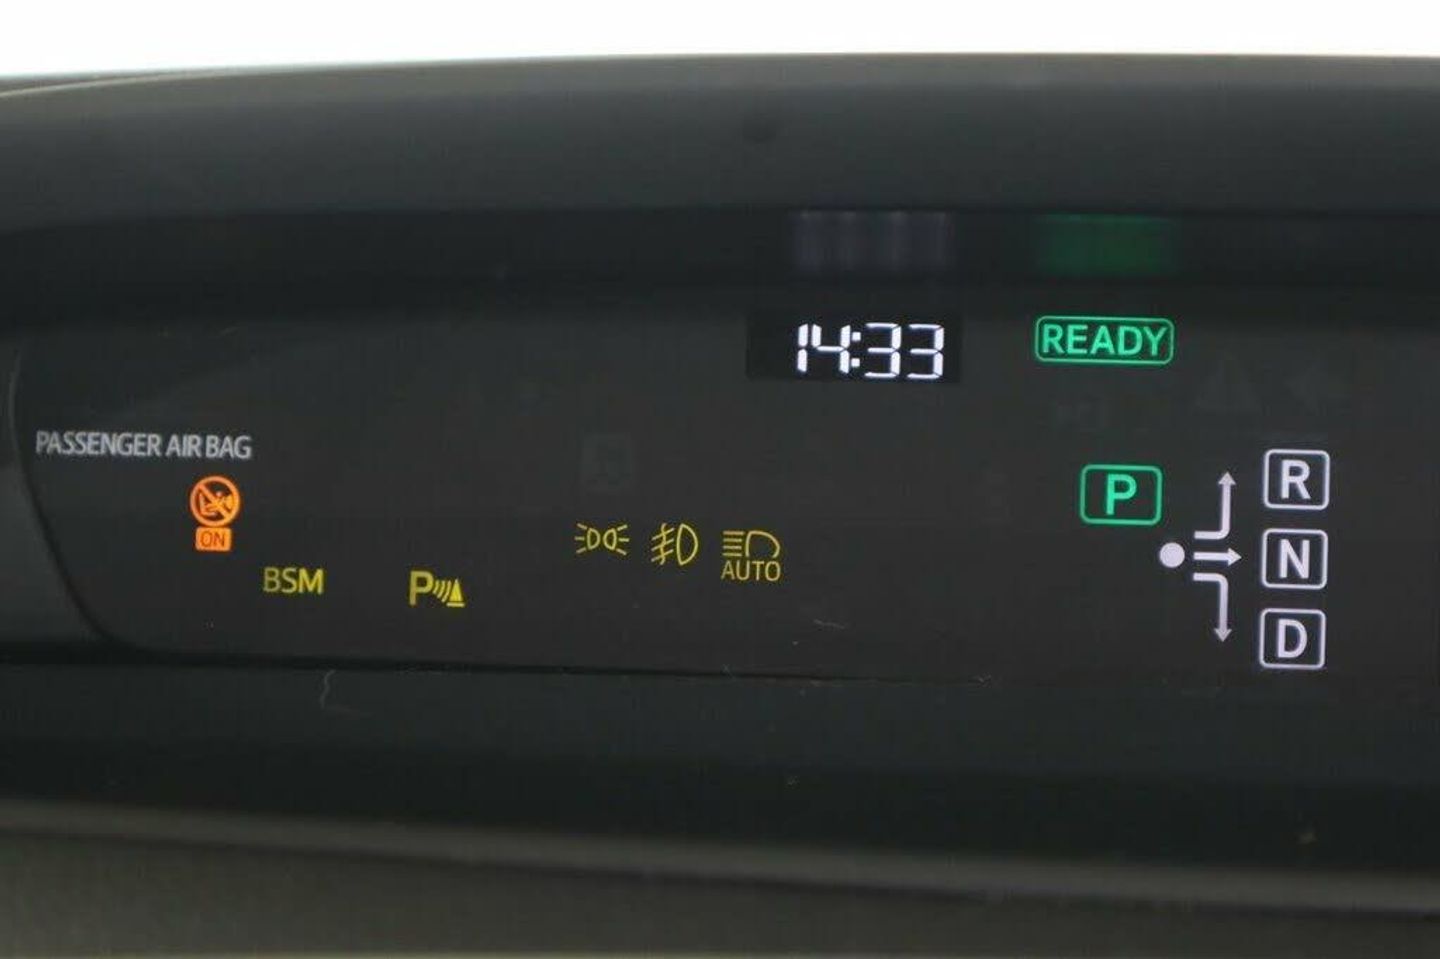 14:33
READY
PASSENGER AIR BAG
ON
BSM
P
AUTO
P
R
N
D